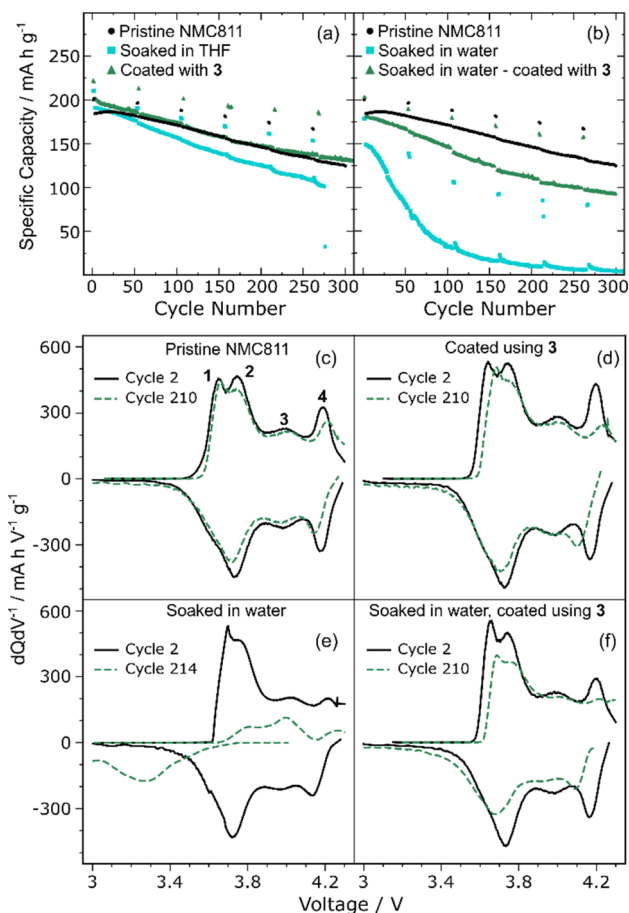 Pristine NMC811 (a)
Soaked in THF
Coated with 3
Pristine NMC811 (b)
Soaked in water
Soaked in water - coated with 3
Specific Capacity / mA h g⁻¹
250
200
150
100
50
0 50 100 150 200 250 300
50 100 150 200 250 300
Cycle Number
Cycle Number
Pristine NMC811 (c)
Cycle 2
Cycle 210
1 2 3 4
Coated using 3 (d)
Cycle 2
Cycle 210
600
300
0
-300
Soaked in water (e)
Cycle 2
Cycle 214
Soaked in water, coated using 3 (f)
Cycle 2
Cycle 210
600
300
0
-300
dQdV⁻¹ / mA h V⁻¹ g⁻¹
3 3.4 3.8 4.2
3 3.4 3.8 4.2
Voltage / V